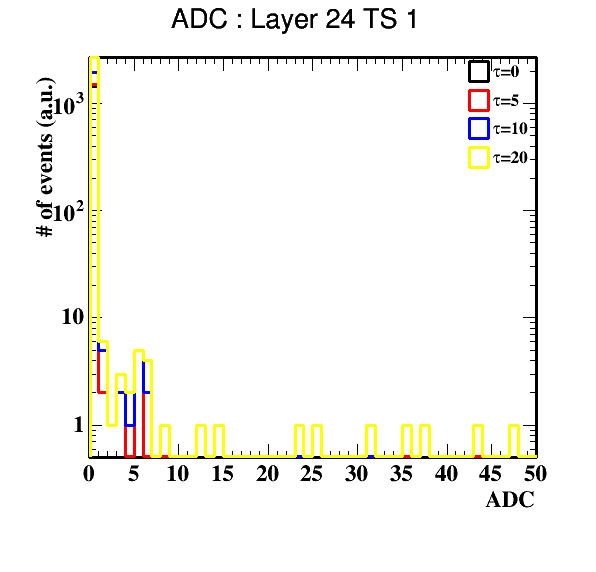 ADC : Layer 24 TS 1
# of events (a.u.)
10³
10²
10
1
τ=0
τ=5
τ=10
τ=20
0 5 10 15 20 25 30 35 40 45 50
ADC